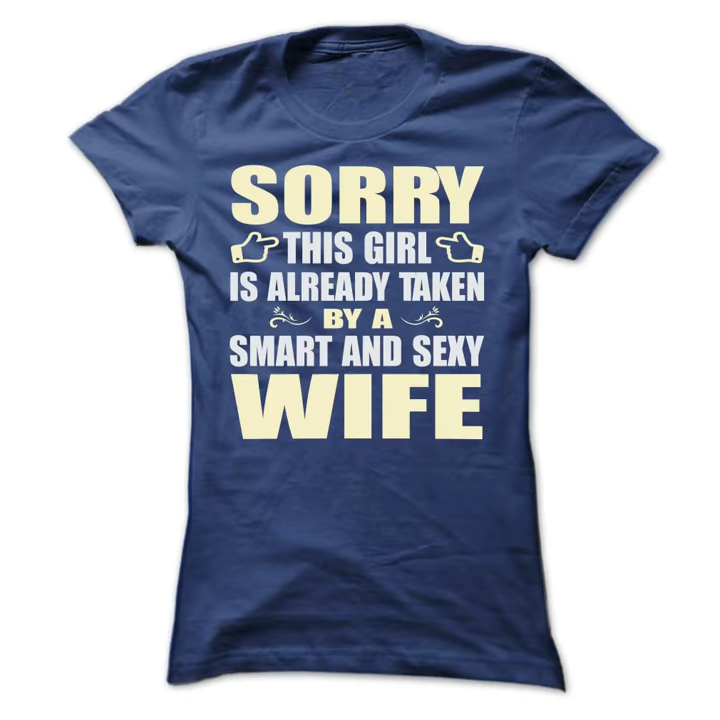 SORRY
THIS GIRL
IS ALREADY TAKEN
BY A
SMART AND SEXY
WIFE